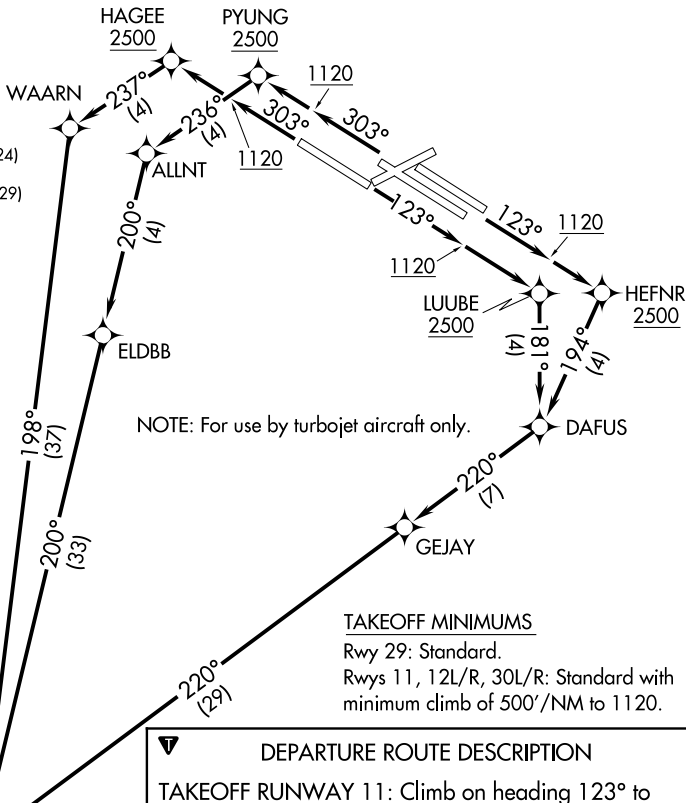 HAGEE
2500
PYUNG
2500
WAARN
237°
(4)
236°
(4)
303°
1120
303°
1120
24)
29)
ALLNT
200°
(4)
123°
1120
123°
1120
LUUBE
2500
HEFNR
2500
181°
(4)
194°
(4)
ELDBB
NOTE: For use by turbojet aircraft only.
DAFUS
198°
(37)
220°
(7)
GEJAY
200°
(33)
220°
(29)
TAKEOFF MINIMUMS
Rwy 29: Standard.
Rwys 11, 12L/R, 30L/R: Standard with
minimum climb of 500'/NM to 1120.
T
DEPARTURE ROUTE DESCRIPTION
TAKEOFF RUNWAY 11: Climb on heading 123° to